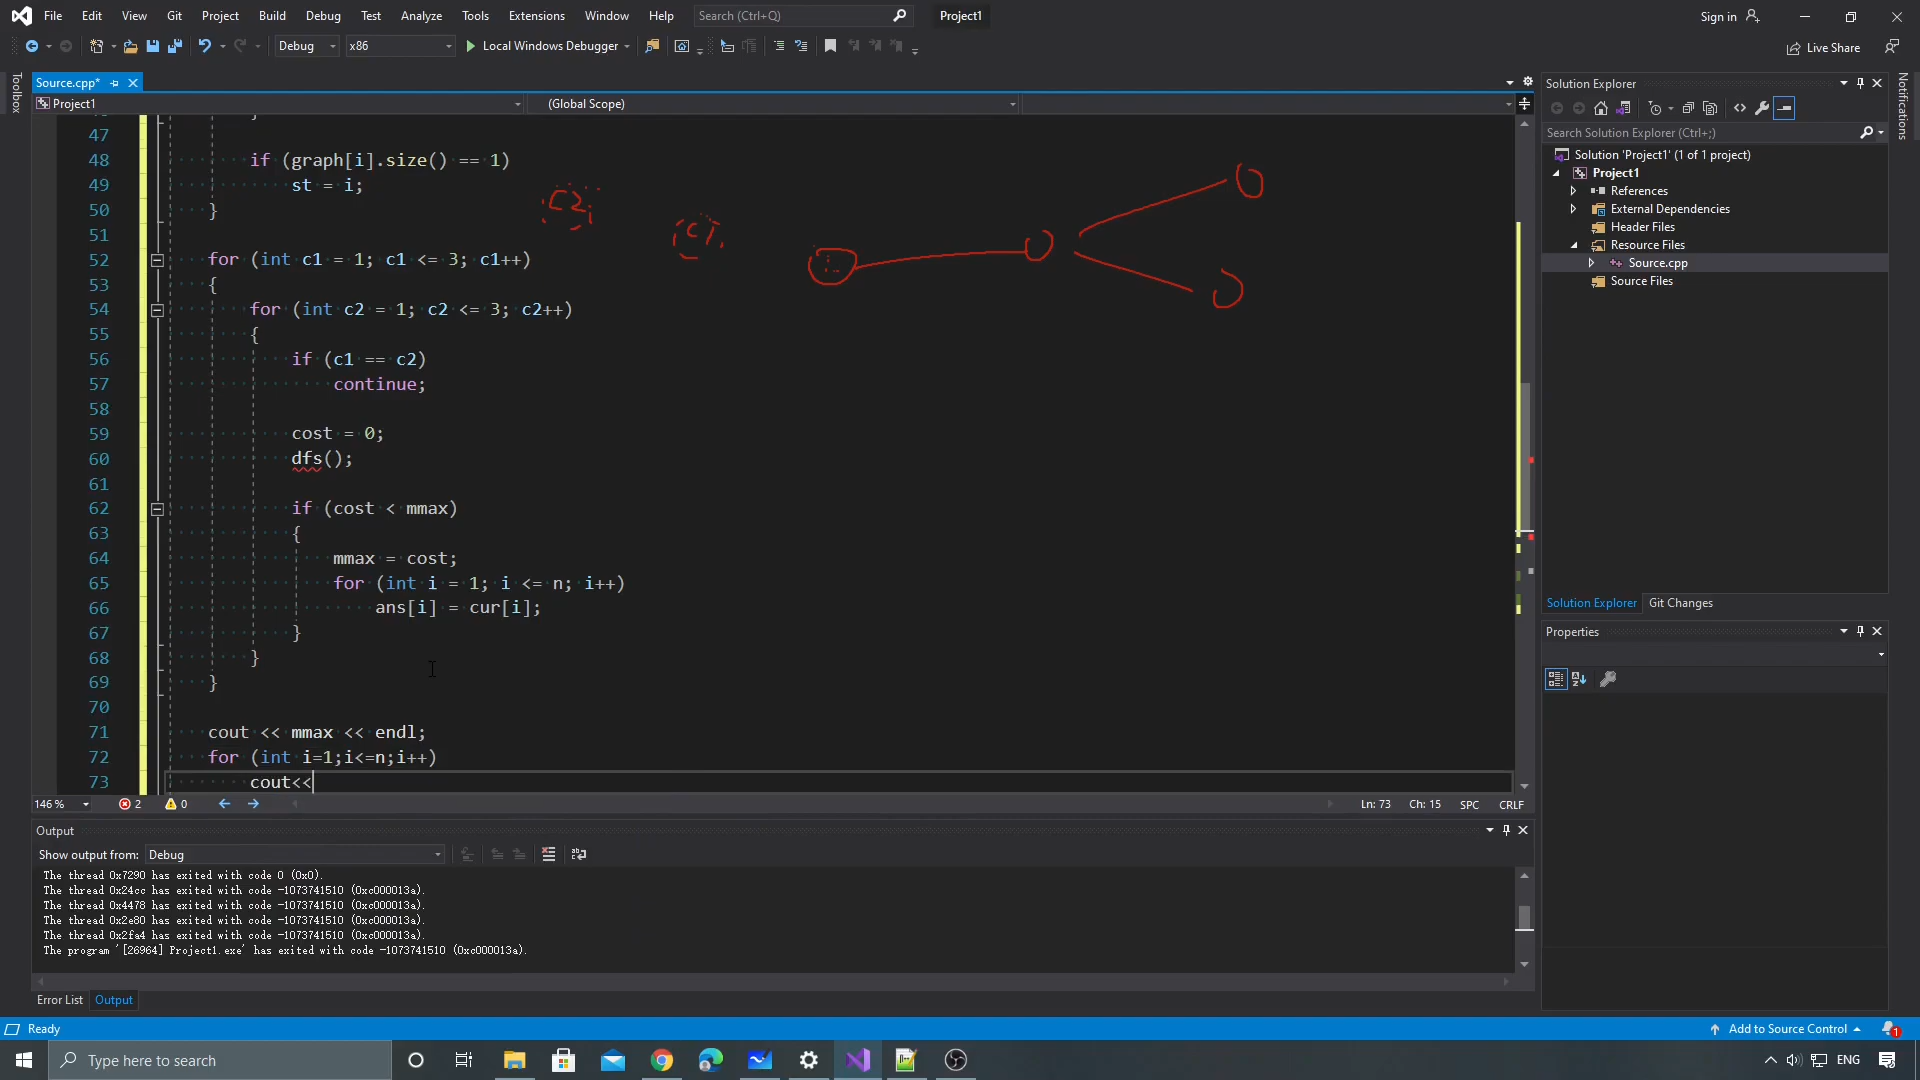 File Edit View Git Project Build Debug Test Analyze Tools Extensions Window Help Search (Ctrl+Q) Project1 Sign in
Debug x86 Local Windows Debugger Live Share
Toolbox
Source.cpp*
Project1 (Global Scope)
47
48 if (graph[i].size() == 1)
49 st = i;
50 }
51
52 for (int c1 = 1; c1 <= 3; c1++)
53 {
54 for (int c2 = 1; c2 <= 3; c2++)
55 {
56 if (c1 == c2)
57 continue;
58
59 cost = 0;
60 dfs();
61
62 if (cost < mmax)
63 {
64 mmax = cost;
65 for (int i = 1; i <= n; i++)
66 ans[i] = cur[i];
67 }
68 }
69 }
70
71 cout << mmax << endl;
72 for (int i=1;i<=n;i++)
73 cout<<
C2
C1
146 % 2 0 Ln: 73 Ch: 15 SPC CRLF
Output
Show output from: Debug
The thread 0x7290 has exited with code 0 (0x0).
The thread 0x24cc has exited with code -1073741510 (0xc000013a).
The thread 0x4478 has exited with code -1073741510 (0xc000013a).
The thread 0x2e80 has exited with code -1073741510 (0xc000013a).
The thread 0x2fa4 has exited with code -1073741510 (0xc000013a).
The program '[26964] Project1.exe' has exited with code -1073741510 (0xc000013a).
Error List Output
Solution Explorer
Search Solution Explorer (Ctrl+;)
Solution 'Project1' (1 of 1 project)
Project1
References
External Dependencies
Header Files
Resource Files
Source.cpp
Source Files
Solution Explorer Git Changes
Properties
Notifications
Ready Add to Source Control 1
Type here to search ENG